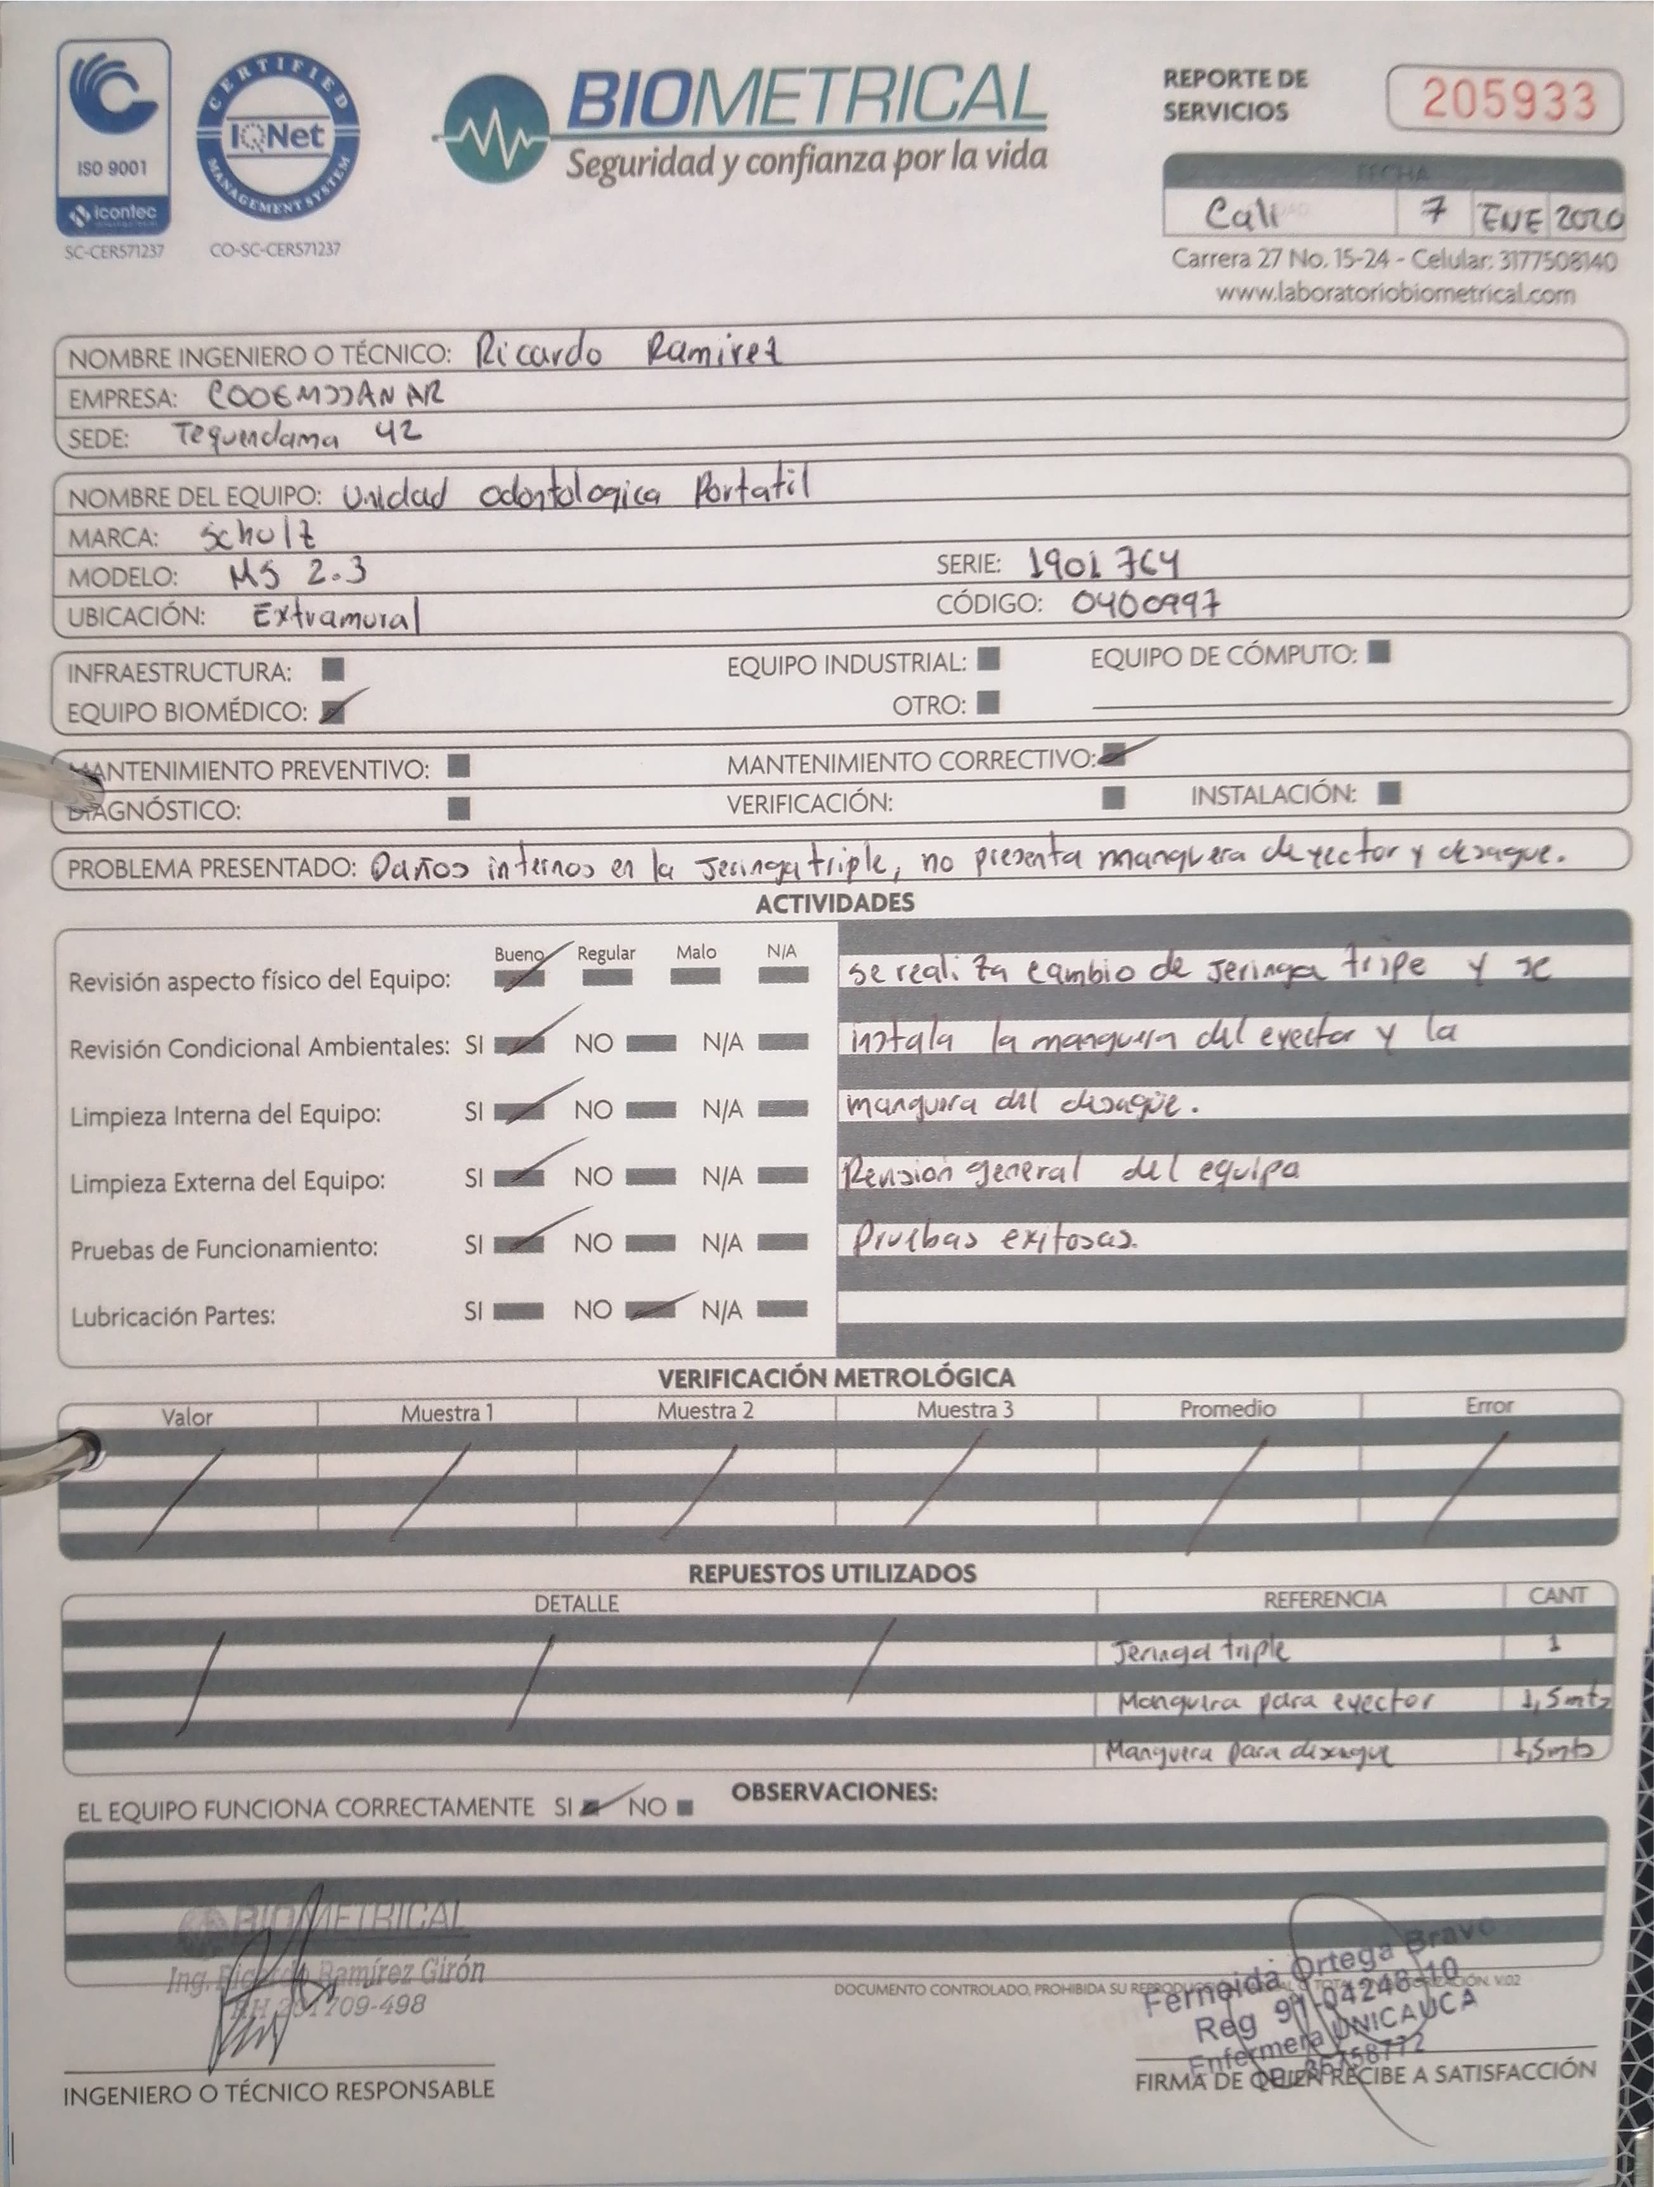 ISO 9001
icontec
SC-CER571237
CERTIFIED
IQNet
MANAGEMENT SYSTEM
CO-SC-CER571237
BIOMETRICAL
Seguridad y confianza por la vida
REPORTE DE
SERVICIOS
205933
FECHA
Cali 7 ENE 2020
Carrera 27 No. 15-24 - Celular: 3177508140
www.laboratoriobiometrical.com
NOMBRE INGENIERO O TÉCNICO: Ricardo Ramirez
EMPRESA: COOEMSSANAR
SEDE: Tequendama 42
NOMBRE DEL EQUIPO: Unidad odontologica Portatil
MARCA: Schulz
MODELO: MS 2.3 SERIE: 1901764
UBICACIÓN: Extramural CÓDIGO: 0400997
INFRAESTRUCTURA: EQUIPO INDUSTRIAL: EQUIPO DE CÓMPUTO:
EQUIPO BIOMÉDICO: OTRO:
MANTENIMIENTO PREVENTIVO: MANTENIMIENTO CORRECTIVO:
DIAGNÓSTICO: VERIFICACIÓN: INSTALACIÓN:
PROBLEMA PRESENTADO: Daños internos en la Jeringa triple, no presenta manguera de yector y desague.
ACTIVIDADES
Bueno Regular Malo N/A
Revisión aspecto físico del Equipo: se realiza cambio de Jeringa tripe y se
Revisión Condicional Ambientales: SI NO N/A instala la manguera del eyector y la
Limpieza Interna del Equipo: SI NO N/A manguera del desague.
Limpieza Externa del Equipo: SI NO N/A Revision general del equipo
Pruebas de Funcionamiento: SI NO N/A Pruebas exitosas.
Lubricación Partes: SI NO N/A
VERIFICACIÓN METROLÓGICA
Valor Muestra 1 Muestra 2 Muestra 3 Promedio Error
REPUESTOS UTILIZADOS
DETALLE REFERENCIA CANT
Jeringa triple 1
Manguera para eyector 1,5mts
Manguera para desague 1,5mts
EL EQUIPO FUNCIONA CORRECTAMENTE SI NO OBSERVACIONES:
BIOMETRICAL
Ing. Ricardo Ramírez Girón
RH 201709-498
INGENIERO O TÉCNICO RESPONSABLE
DOCUMENTO CONTROLADO, PROHIBIDA SU V.02
Ferneida Ortega Bravo
Reg 91-04248-10
Enfermera UNICAUCA
FIRMA DE QUIEN RECIBE A SATISFACCIÓN